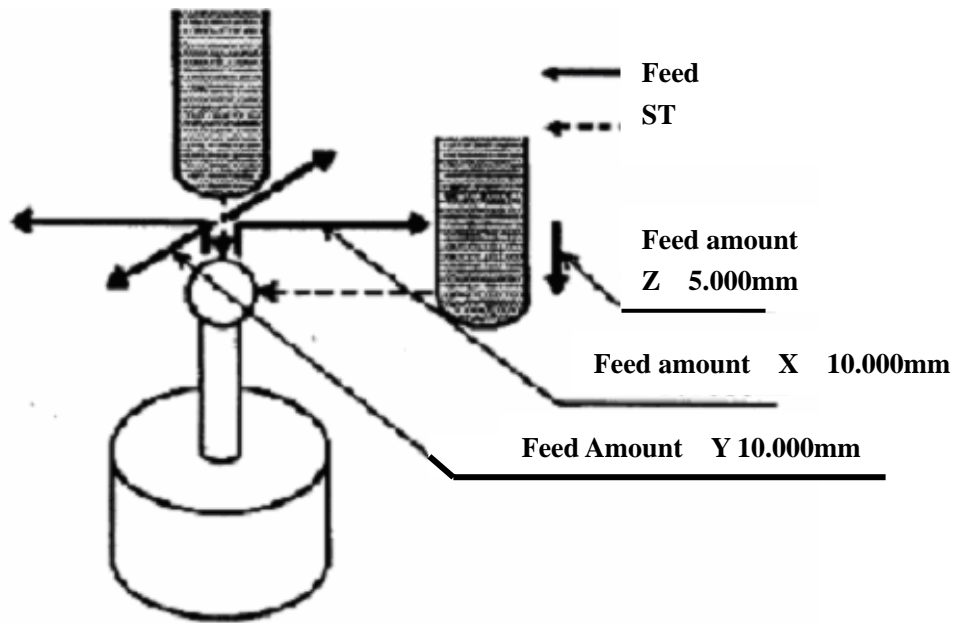 Feed
ST
Feed amount
Z 5.000mm
Feed amount X 10.000mm
Feed Amount Y 10.000mm